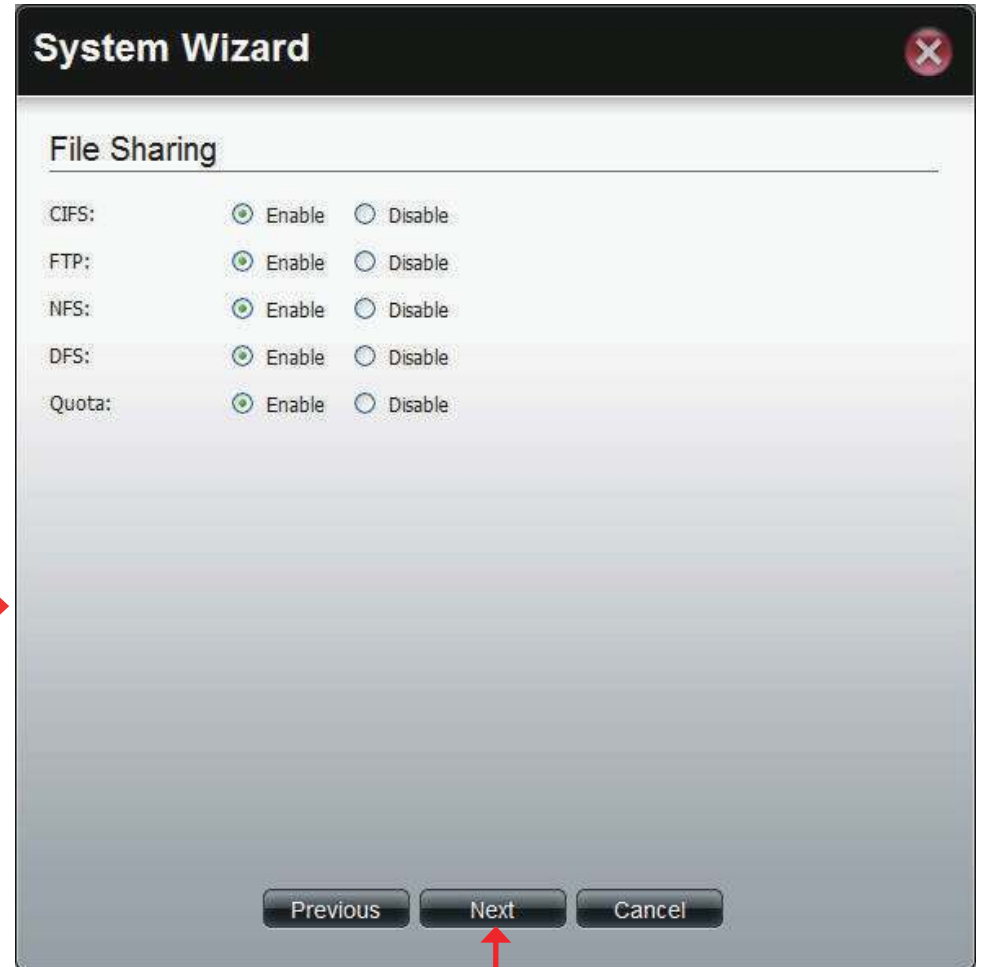 System Wizard
File Sharing
CIFS: Enable Disable
FTP: Enable Disable
NFS: Enable Disable
DFS: Enable Disable
Quota: Enable Disable
Previous Next Cancel